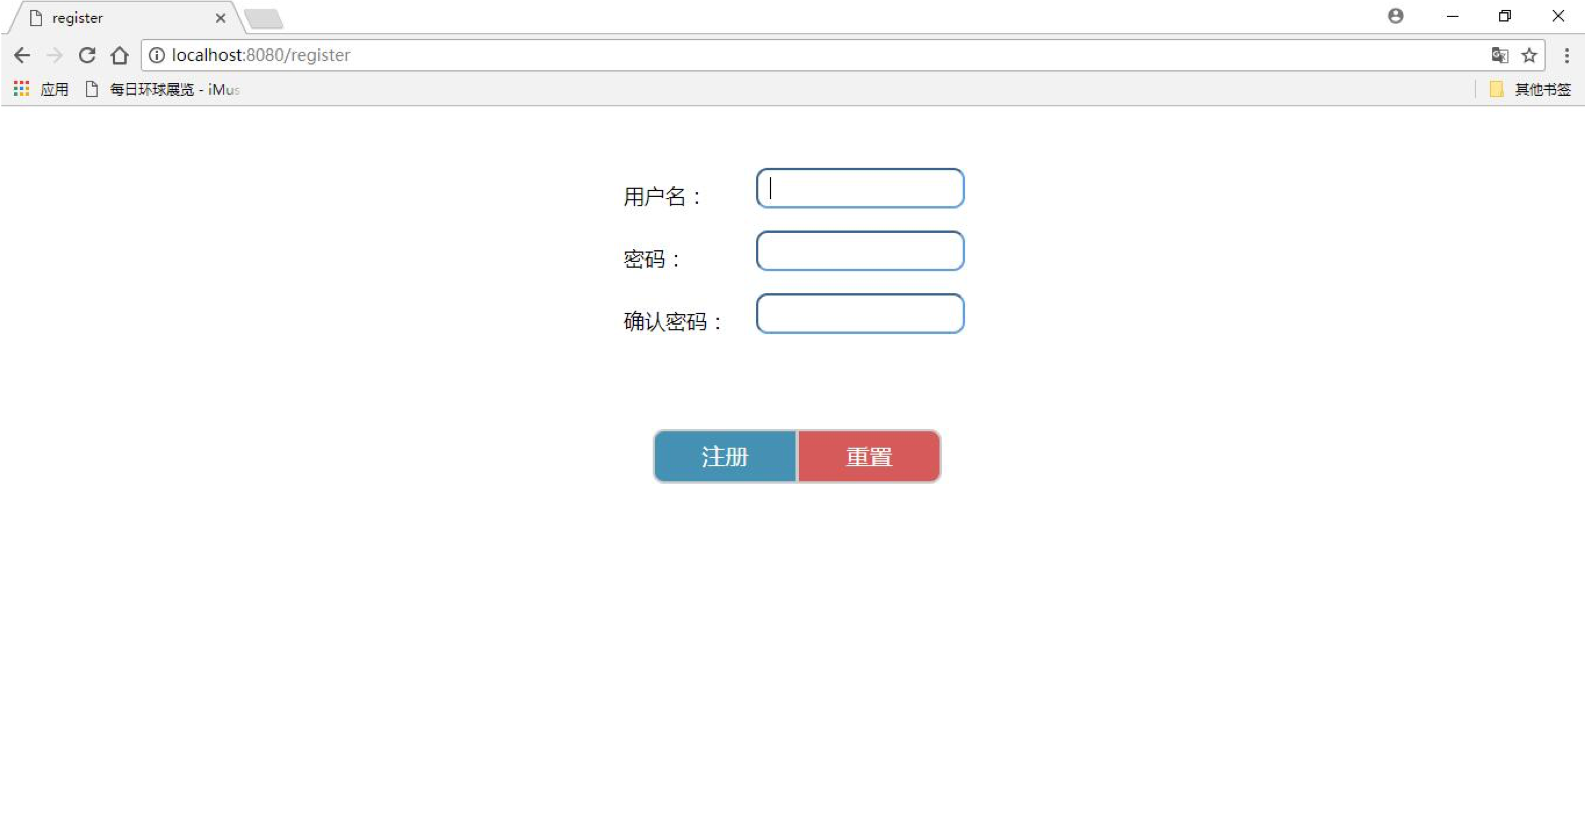 register
localhost:8080/register
应用 每日环球展览 - iMus 其他书签
用户名：
密码：
确认密码：
注册 重置